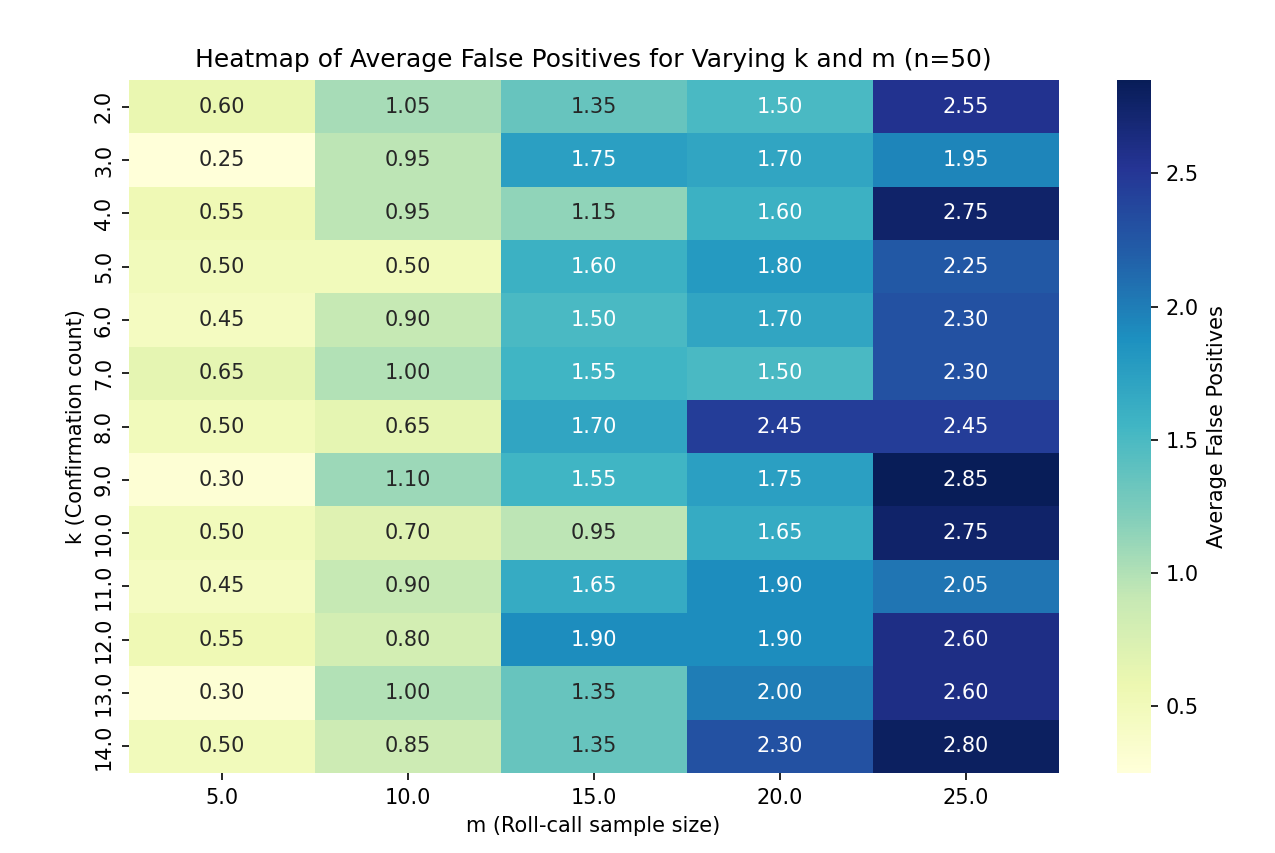 Heatmap of Average False Positives for Varying k and m (n=50)
k (Confirmation count)
2.0 0.60 1.05 1.35 1.50 2.55
3.0 0.25 0.95 1.75 1.70 1.95
4.0 0.55 0.95 1.15 1.60 2.75
5.0 0.50 0.50 1.60 1.80 2.25
6.0 0.45 0.90 1.50 1.70 2.30
7.0 0.65 1.00 1.55 1.50 2.30
8.0 0.50 0.65 1.70 2.45 2.45
9.0 0.30 1.10 1.55 1.75 2.85
10.0 0.50 0.70 0.95 1.65 2.75
11.0 0.45 0.90 1.65 1.90 2.05
12.0 0.55 0.80 1.90 1.90 2.60
13.0 0.30 1.00 1.35 2.00 2.60
14.0 0.50 0.85 1.35 2.30 2.80
5.0 10.0 15.0 20.0 25.0
m (Roll-call sample size)
2.5
2.0
1.5
1.0
0.5
Average False Positives